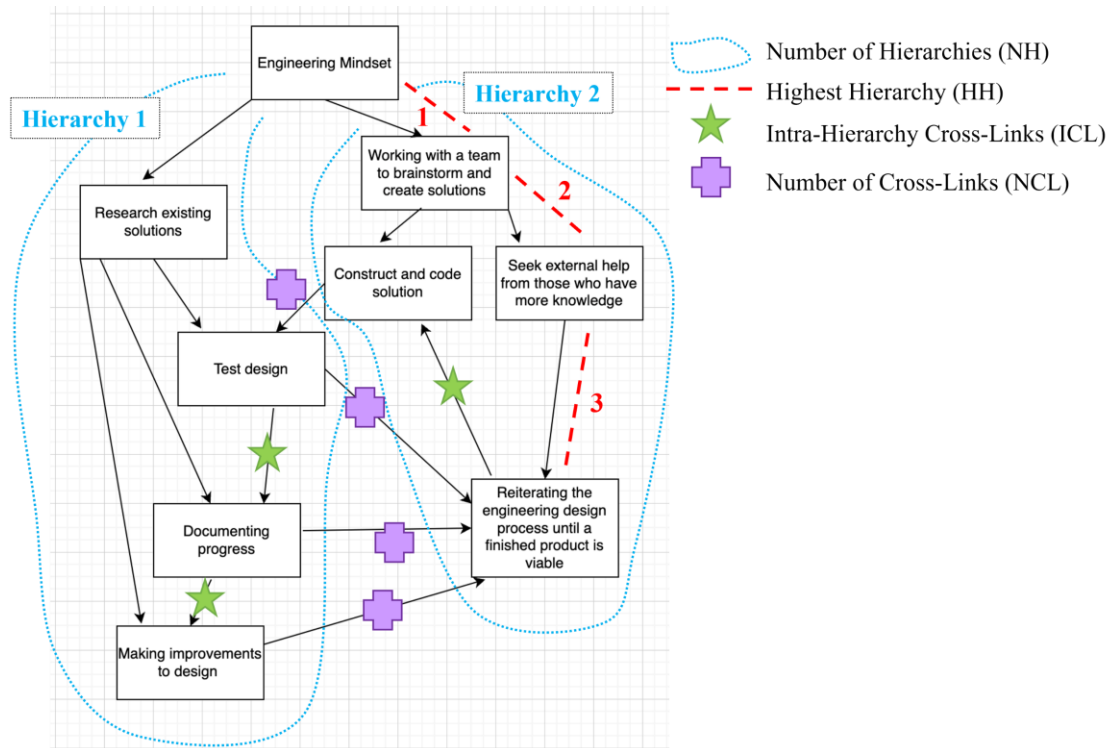 Engineering Mindset
Hierarchy 1
Hierarchy 2
1
Working with a team
to brainstorm and
create solutions
2
Research existing
solutions
Construct and code
solution
Seek external help
from those who have
more knowledge
Test design
3
Documenting
progress
Reiterating the
engineering design
process until a
finished product is
viable
Making improvements
to design
Number of Hierarchies (NH)
Highest Hierarchy (HH)
Intra-Hierarchy Cross-Links (ICL)
Number of Cross-Links (NCL)